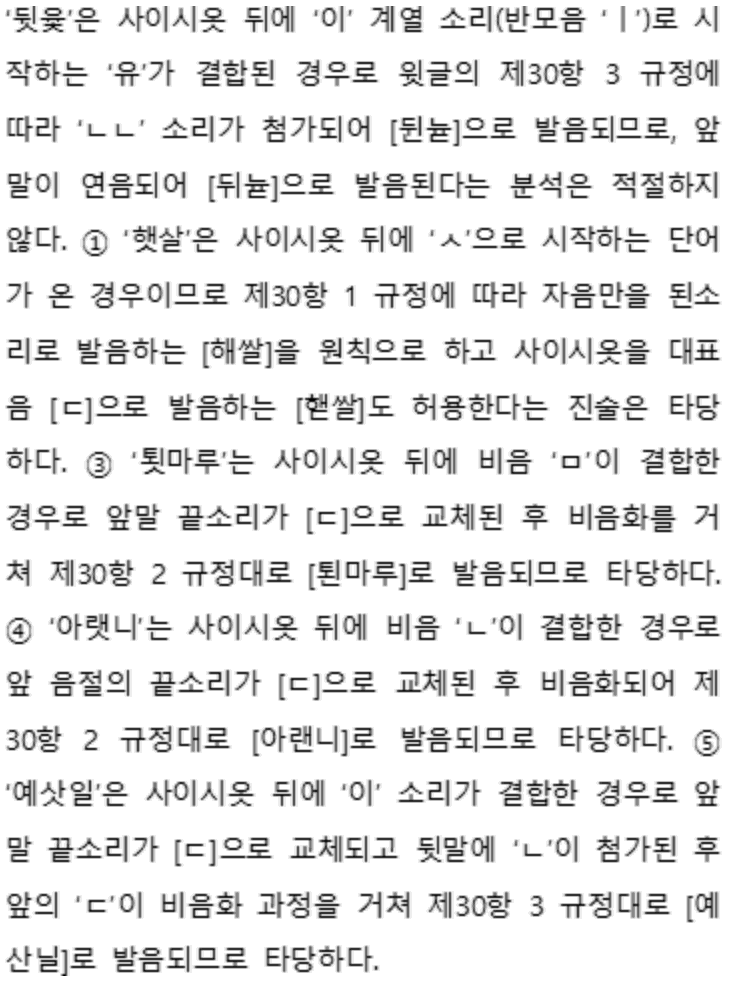 ‘뒷윷’은 사이시옷 뒤에 ‘이’ 계열 소리(반모음 ‘ㅣ’)로 시
작하는 ‘유’가 결합된 경우로 윗글의 제30항 3 규정에
따라 ‘ㄴㄴ’ 소리가 첨가되어 [뒨뉻]으로 발음되므로, 앞
말이 연음되어 [뒤뉻]으로 발음된다는 분석은 적절하지
않다. ① ‘햇살’은 사이시옷 뒤에 ‘ㅅ’으로 시작하는 단어
가 온 경우이므로 제30항 1 규정에 따라 자음만을 된소
리로 발음하는 [해쌀]을 원칙으로 하고 사이시옷을 대표
음 [ㄷ]으로 발음하는 [핻쌀]도 허용한다는 진술은 타당
하다. ③ ‘툇마루’는 사이시옷 뒤에 비음 ‘ㅁ’이 결합한
경우로 앞말 끝소리가 [ㄷ]으로 교체된 후 비음화를 거
쳐 제30항 2 규정대로 [퇸마루]로 발음되므로 타당하다.
④ ‘아랫니’는 사이시옷 뒤에 비음 ‘ㄴ’이 결합한 경우로
앞 음절의 끝소리가 [ㄷ]으로 교체된 후 비음화되어 제
30항 2 규정대로 [아랜니]로 발음되므로 타당하다. ⑤
‘예삿일’은 사이시옷 뒤에 ‘이’ 소리가 결합한 경우로 앞
말 끝소리가 [ㄷ]으로 교체되고 뒷말에 ‘ㄴ’이 첨가된 후
앞의 ‘ㄷ’이 비음화 과정을 거쳐 제30항 3 규정대로 [예
산닐]로 발음되므로 타당하다.